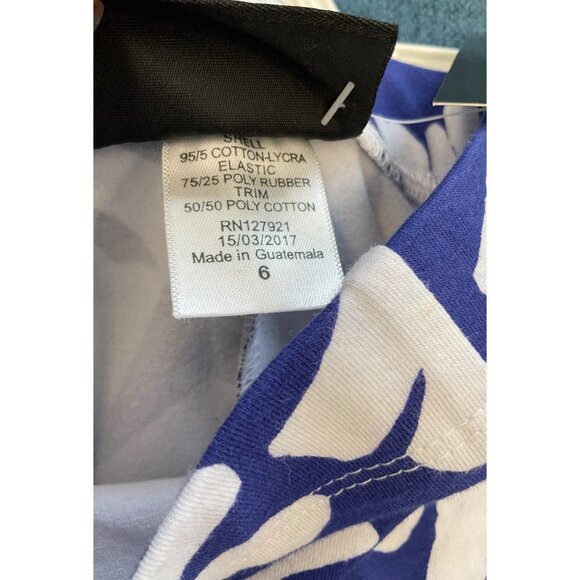 SHELL
95/5 COTTON-LYCRA
ELASTIC
75/25 POLY RUBBER
TRIM
50/50 POLY COTTON
RN127921
15/03/2017
Made in Guatemala
6